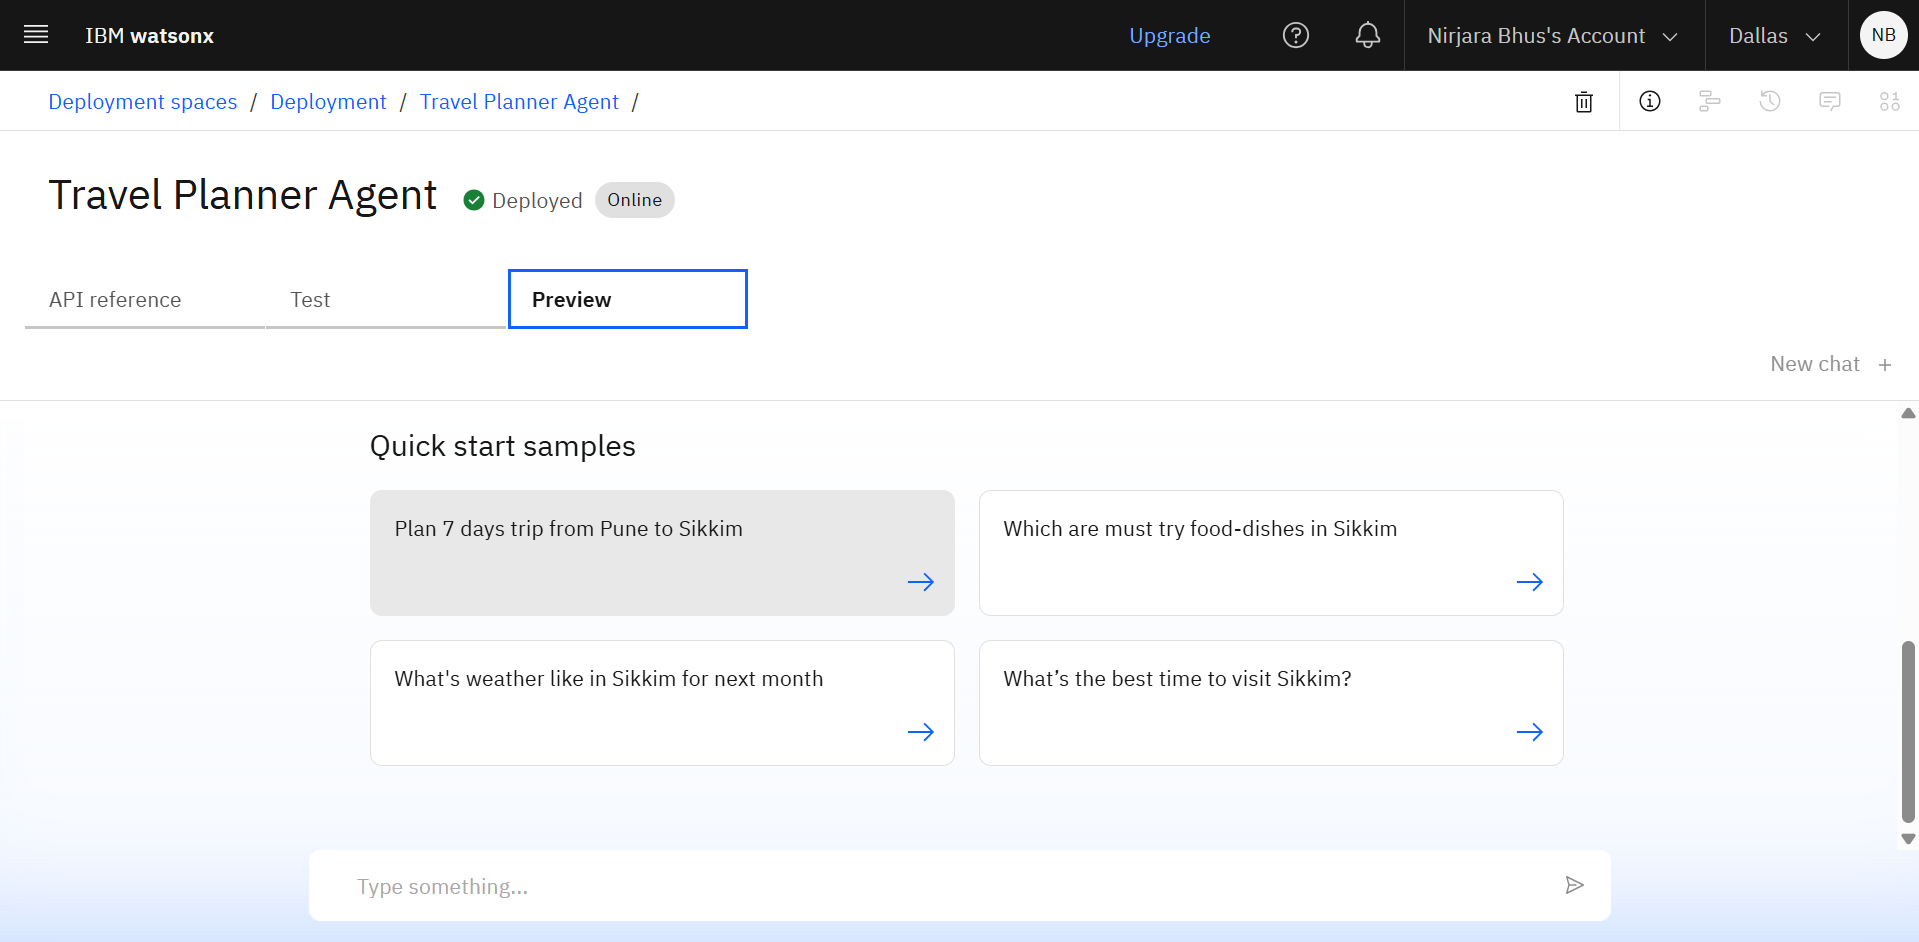 IBM watsonx
Upgrade
Nirjara Bhus's Account
Dallas
NB
Deployment spaces / Deployment / Travel Planner Agent /
Travel Planner Agent
Deployed
Online
API reference
Test
Preview
New chat +
Quick start samples
Plan 7 days trip from Pune to Sikkim
Which are must try food-dishes in Sikkim
What's weather like in Sikkim for next month
What’s the best time to visit Sikkim?
Type something...